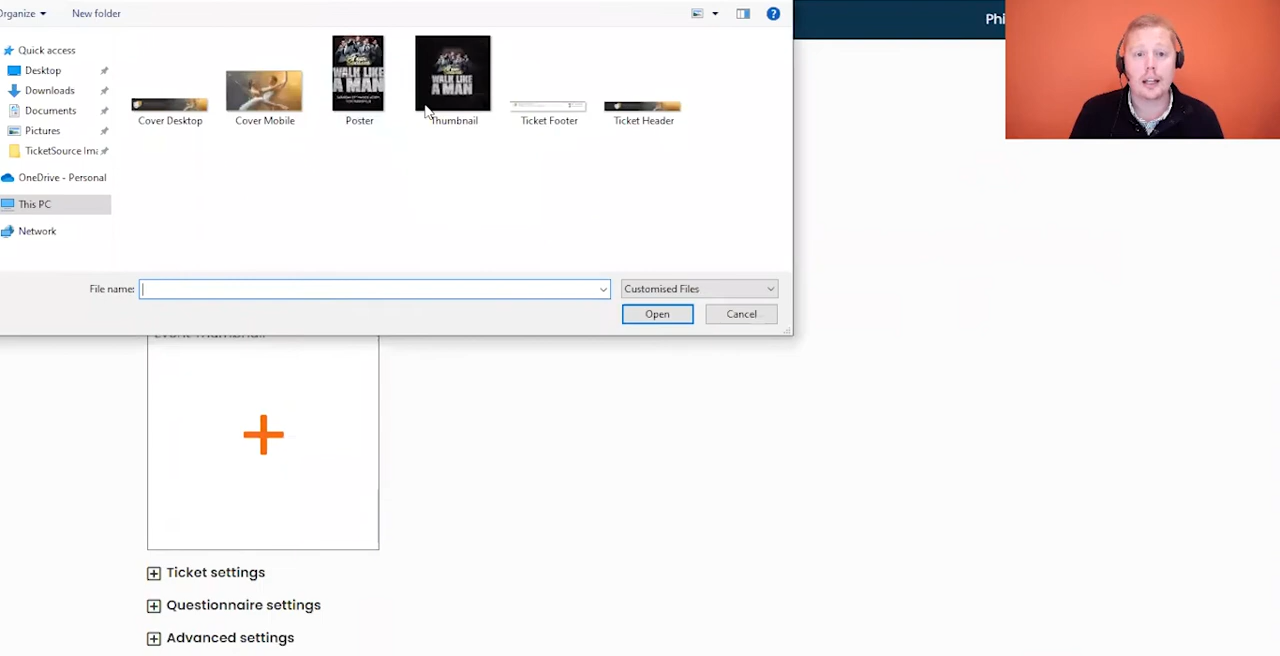 Organize
New folder
Phi
Quick access
Desktop
Downloads
Documents
Pictures
TicketSource Ima
OneDrive - Personal
This PC
Network
WALK LIKE
A MAN
WALK LIKE
A MAN
Cover Desktop
Cover Mobile
Poster
Thumbnail
Ticket Footer
Ticket Header
File name:
Customised Files
Open
Cancel
Ticket settings
Questionnaire settings
Advanced settings